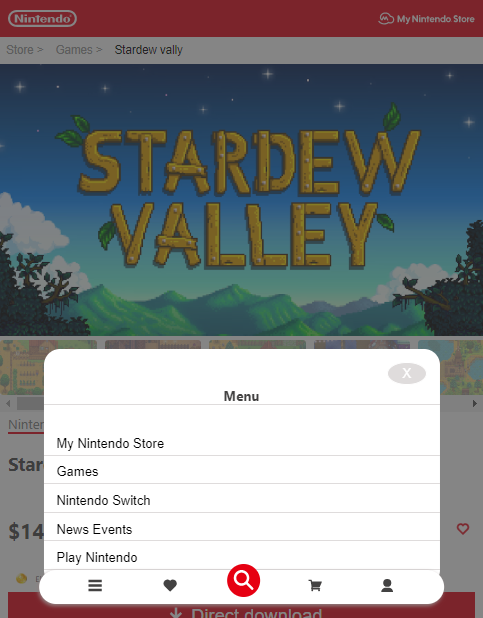 Nintendo
My Nintendo Store
Store > Games > Stardew vally
STARDEW
VALLEY
X
Menu
Ninten
My Nintendo Store
Star
Games
Nintendo Switch
$14
News Events
Play Nintendo
Direct download